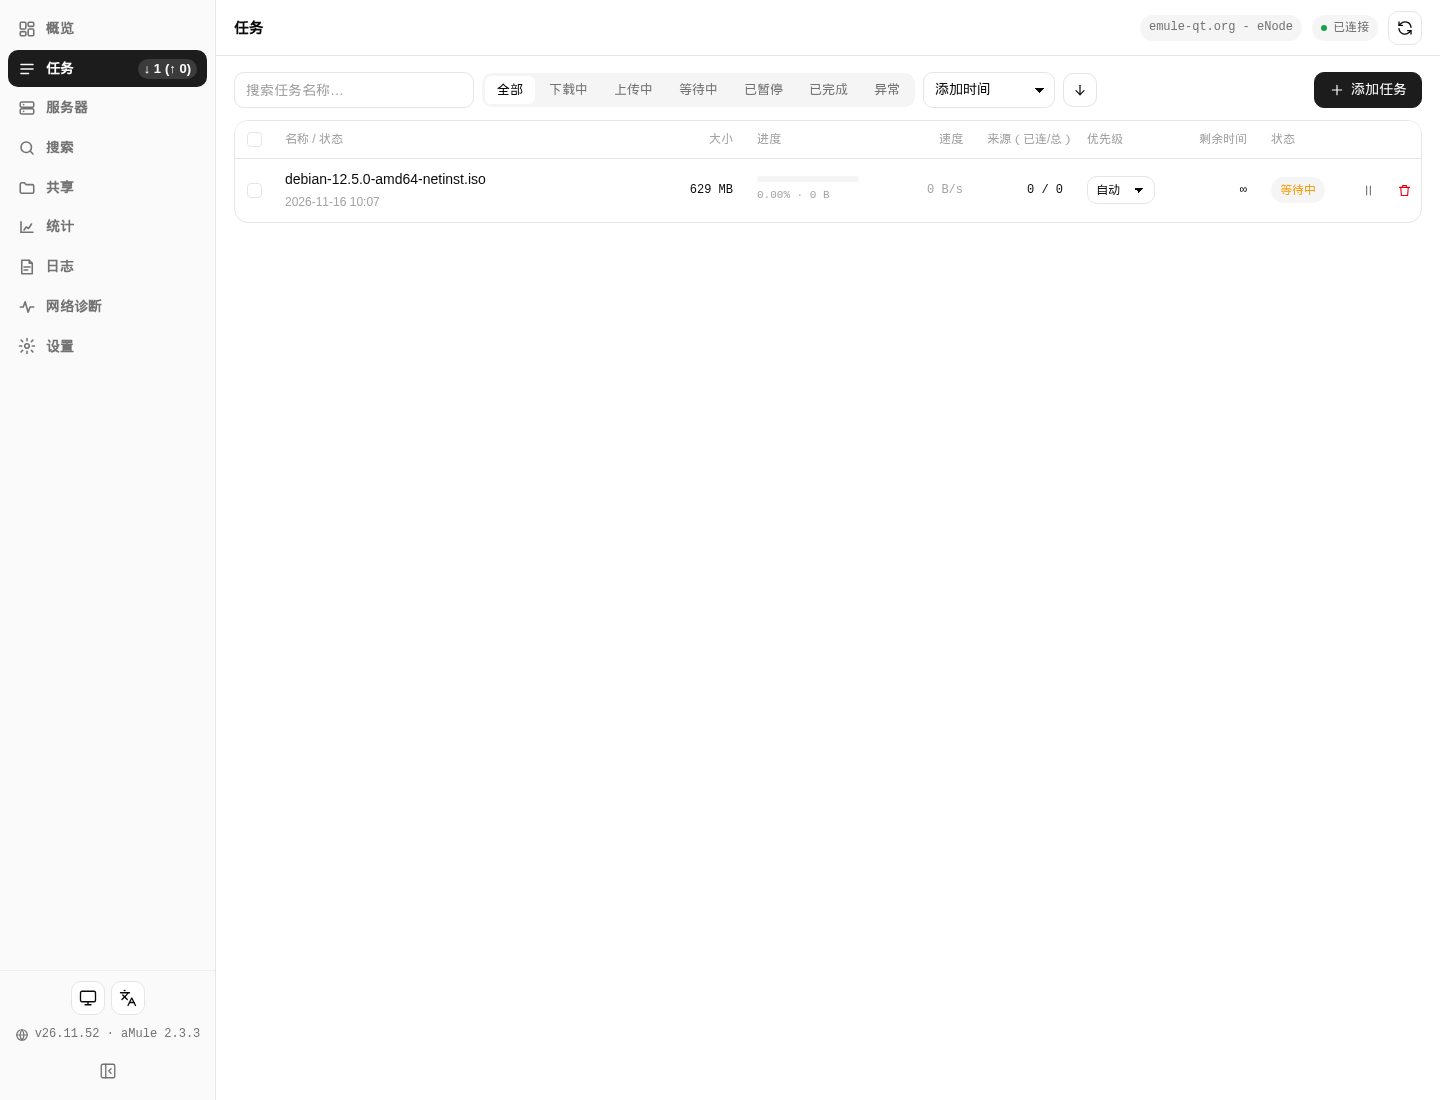 概览
任务 ↓ 1 (↑ 0)
服务器
搜索
共享
统计
日志
网络诊断
设置
v26.11.52 · aMule 2.3.3
任务 emule-qt.org - eNode 已连接
搜索任务名称… 全部 下载中 上传中 等待中 已暂停 已完成 异常 添加时间 添加任务
名称 / 状态 大小 进度 速度 来源（已连/总） 优先级 剩余时间 状态
debian-12.5.0-amd64-netinst.iso 629 MB 0 B/s 0 / 0 自动 ∞ 等待中
2026-11-16 10:07 0.00% · 0 B